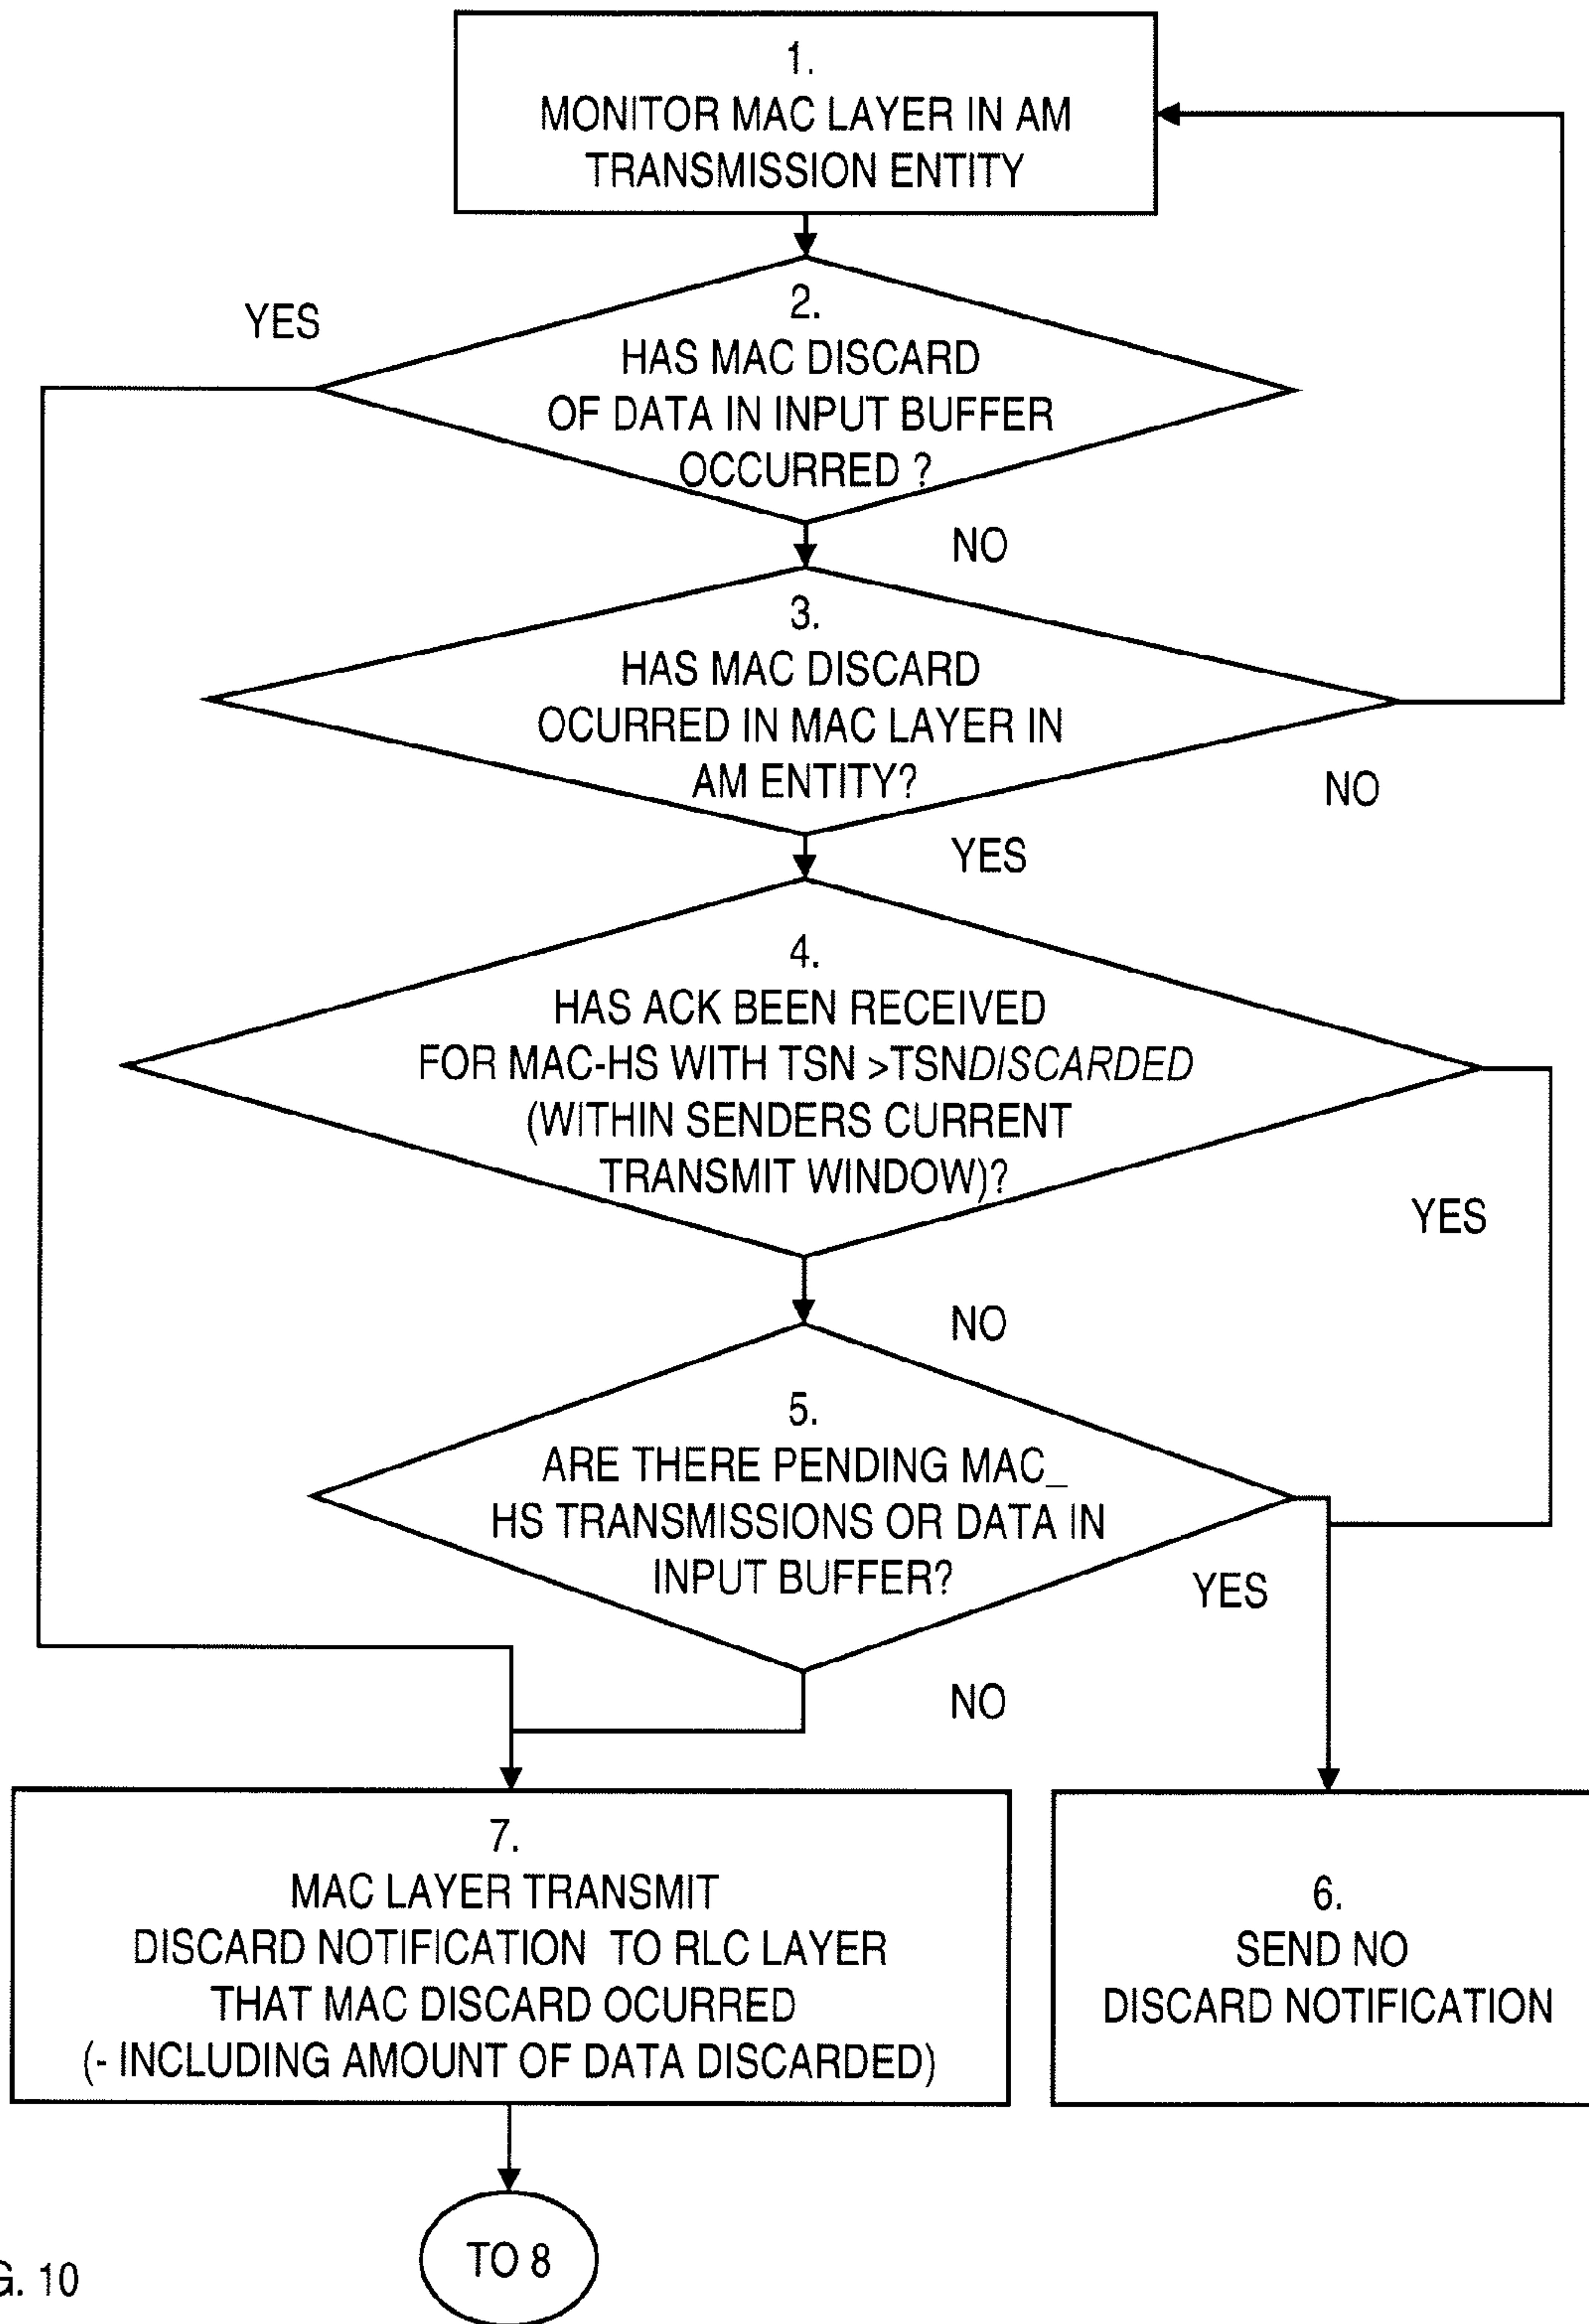 1.
MONITOR MAC LAYER IN AM
TRANSMISSION ENTITY
YES
2.
HAS MAC DISCARD
OF DATA IN INPUT BUFFER
OCCURRED ?
NO
3.
HAS MAC DISCARD
OCURRED IN MAC LAYER IN
AM ENTITY?
NO
YES
4.
HAS ACK BEEN RECEIVED
FOR MAC-HS WITH TSN >TSNDISCARDED
(WITHIN SENDERS CURRENT
TRANSMIT WINDOW)?
YES
NO
5.
ARE THERE PENDING MAC_
HS TRANSMISSIONS OR DATA IN
INPUT BUFFER?
YES
NO
7.
MAC LAYER TRANSMIT
DISCARD NOTIFICATION TO RLC LAYER
THAT MAC DISCARD OCURRED
(- INCLUDING AMOUNT OF DATA DISCARDED)
6.
SEND NO
DISCARD NOTIFICATION
TO 8
G. 10